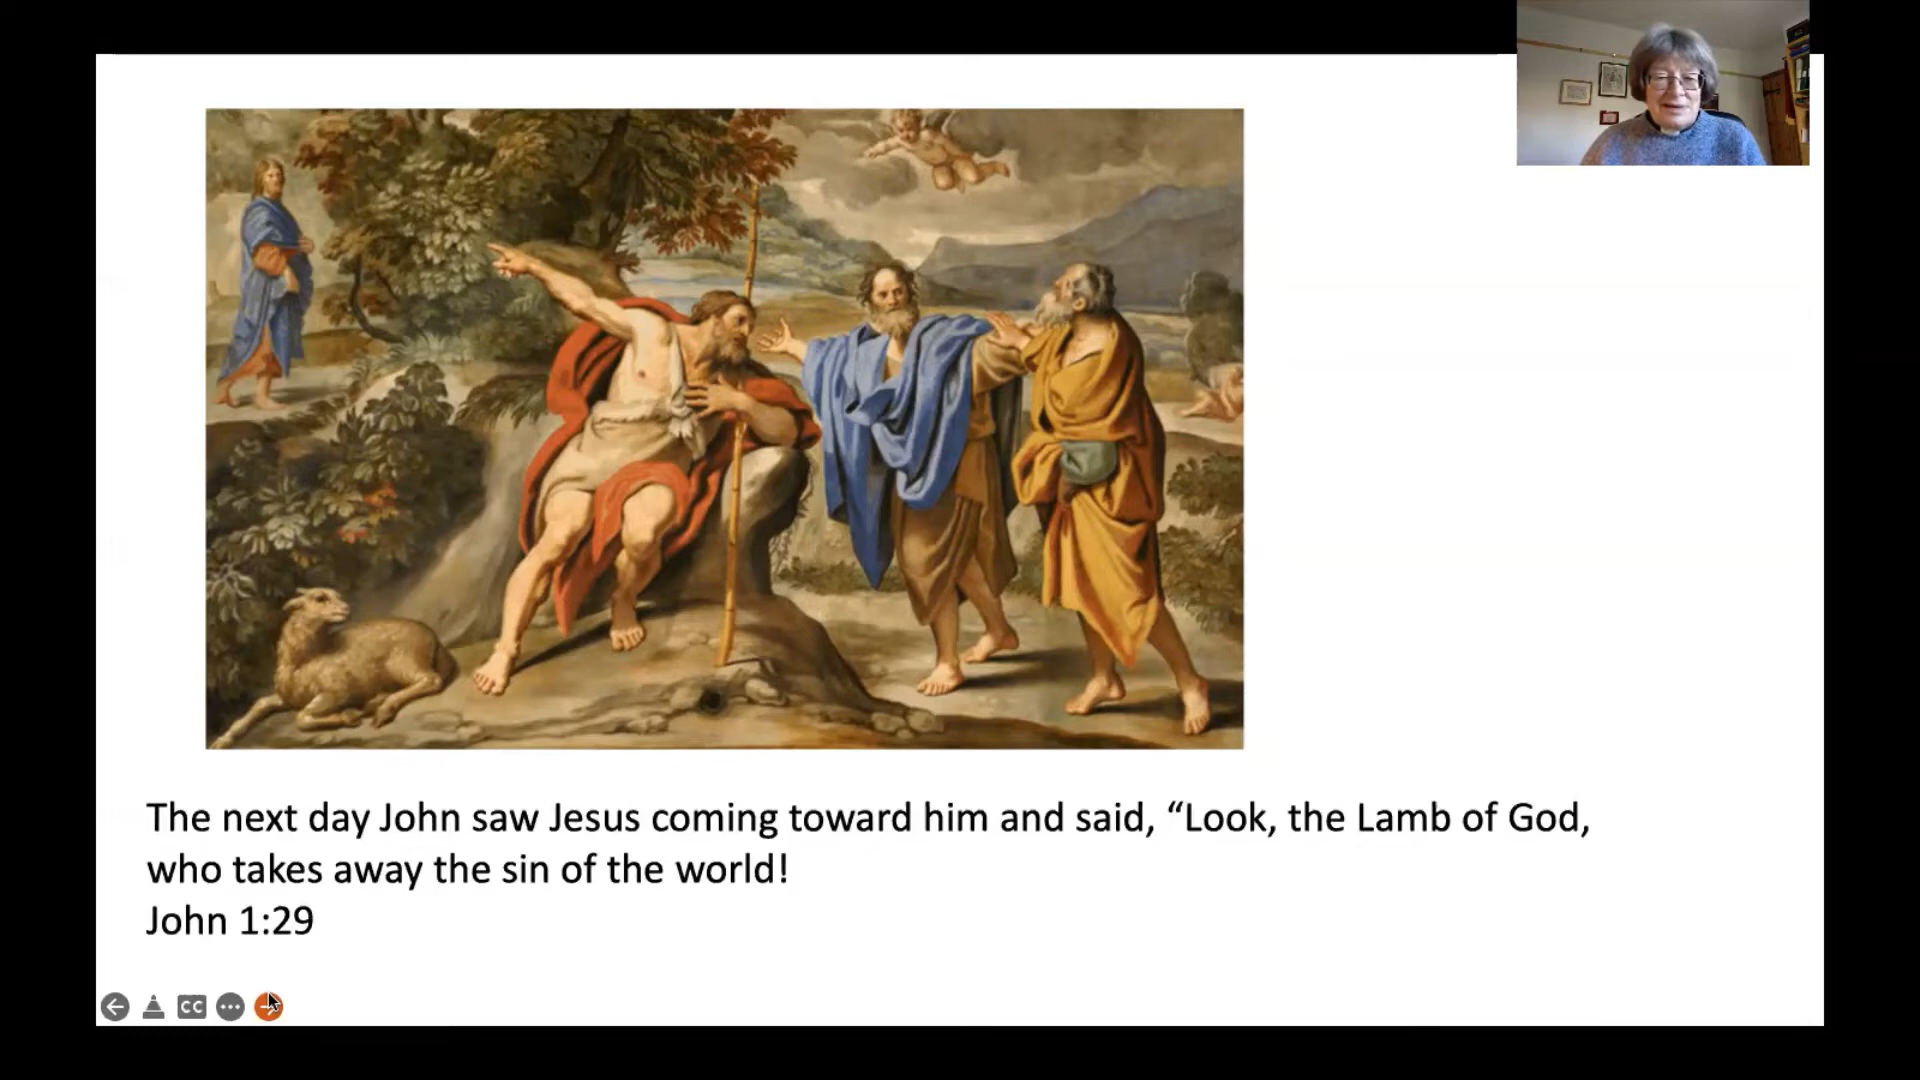 The next day John saw Jesus coming toward him and said, “Look, the Lamb of God,
who takes away the sin of the world!
John 1:29
CC